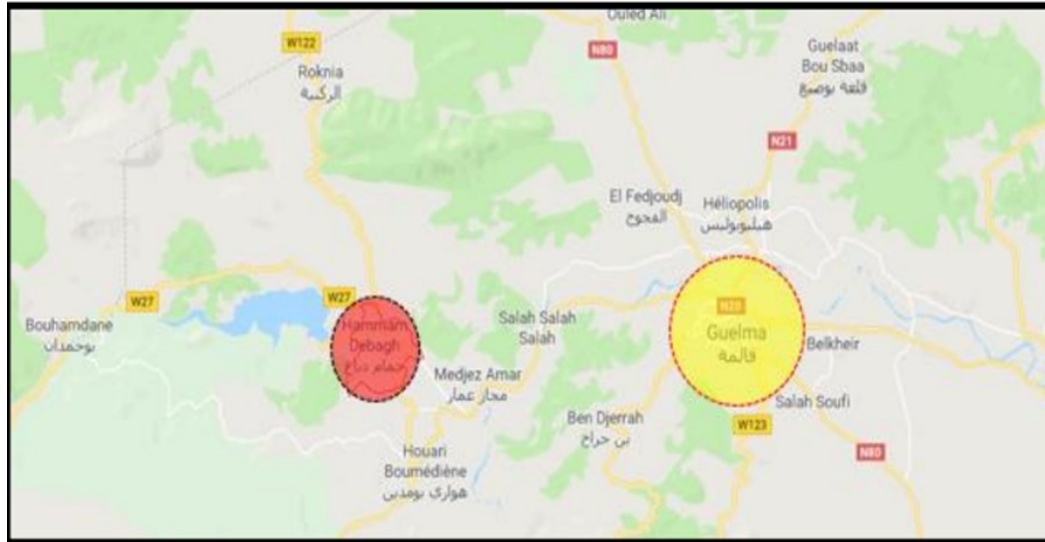 Ouled Ali
W122
N80
Guelaat
Bou Sbaa
قلعة بوصبع
Roknia
الركنية
N21
El Fedjoudj
الفجوج
Héliopolis
هيليوبوليس
W27
W27
N20
Bouhamdane
بوحمدان
Hammam
Debagh
حمام دباغ
Salah Salah
Salah
Guelma
قالمة
Belkheir
Medjez Amar
مجاز عمار
Salah Soufi
Ben Djerrah
بن جراح
W123
Houari
Boumédiène
هواري بومدين
N80